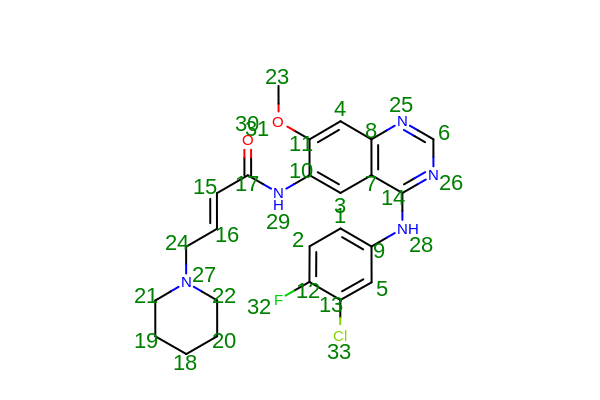 23
O 31 4 25 N
30 O 11 8 6
15 17 10 7 N 26
N H 29 3 14
24 16 1 NH 28
2 9
N 27 5
21 22 12 13
32 F Cl
19 20 33
18